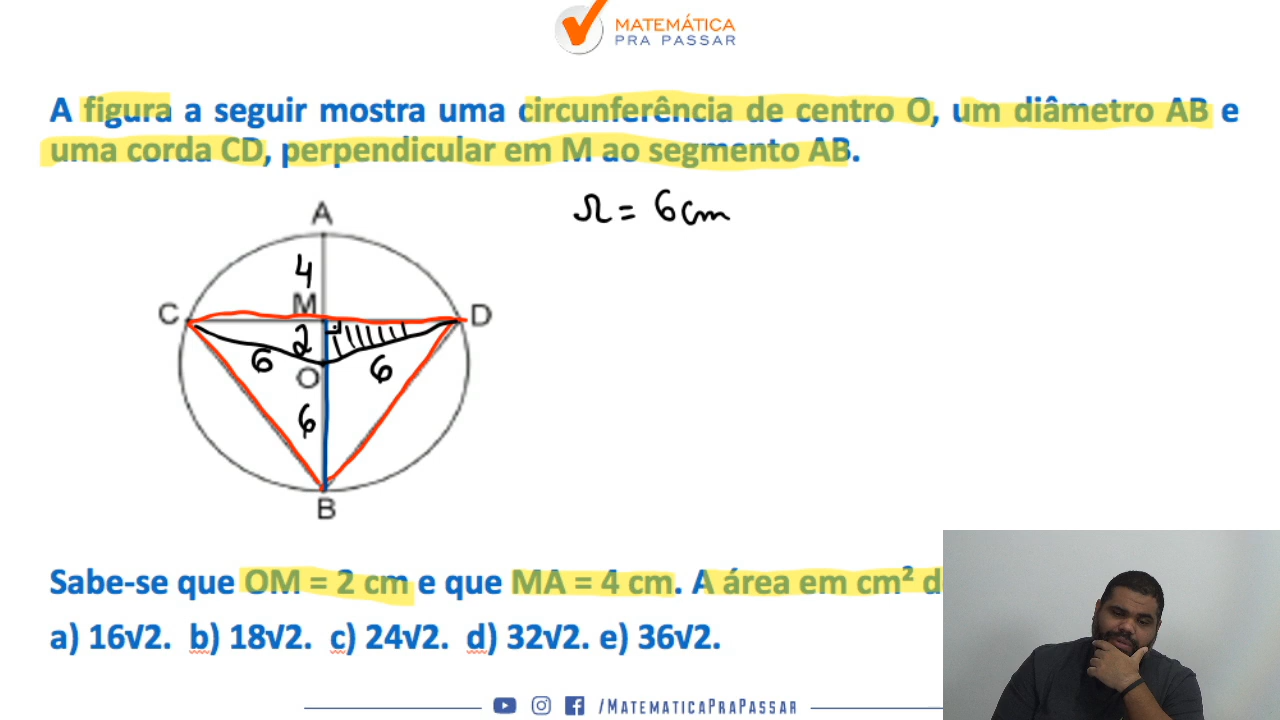 MATEMÁTICA
PRA PASSAR
A figura a seguir mostra uma circunferência de centro O, um diâmetro AB e
uma corda CD, perpendicular em M ao segmento AB.
r = 6 cm
A
4
C M D
2
6 O 6
6
B
Sabe-se que OM = 2 cm e que MA = 4 cm. A área em cm² d
a) 16√2. b) 18√2. c) 24√2. d) 32√2. e) 36√2.
/MATEMATICAPRAPASSAR